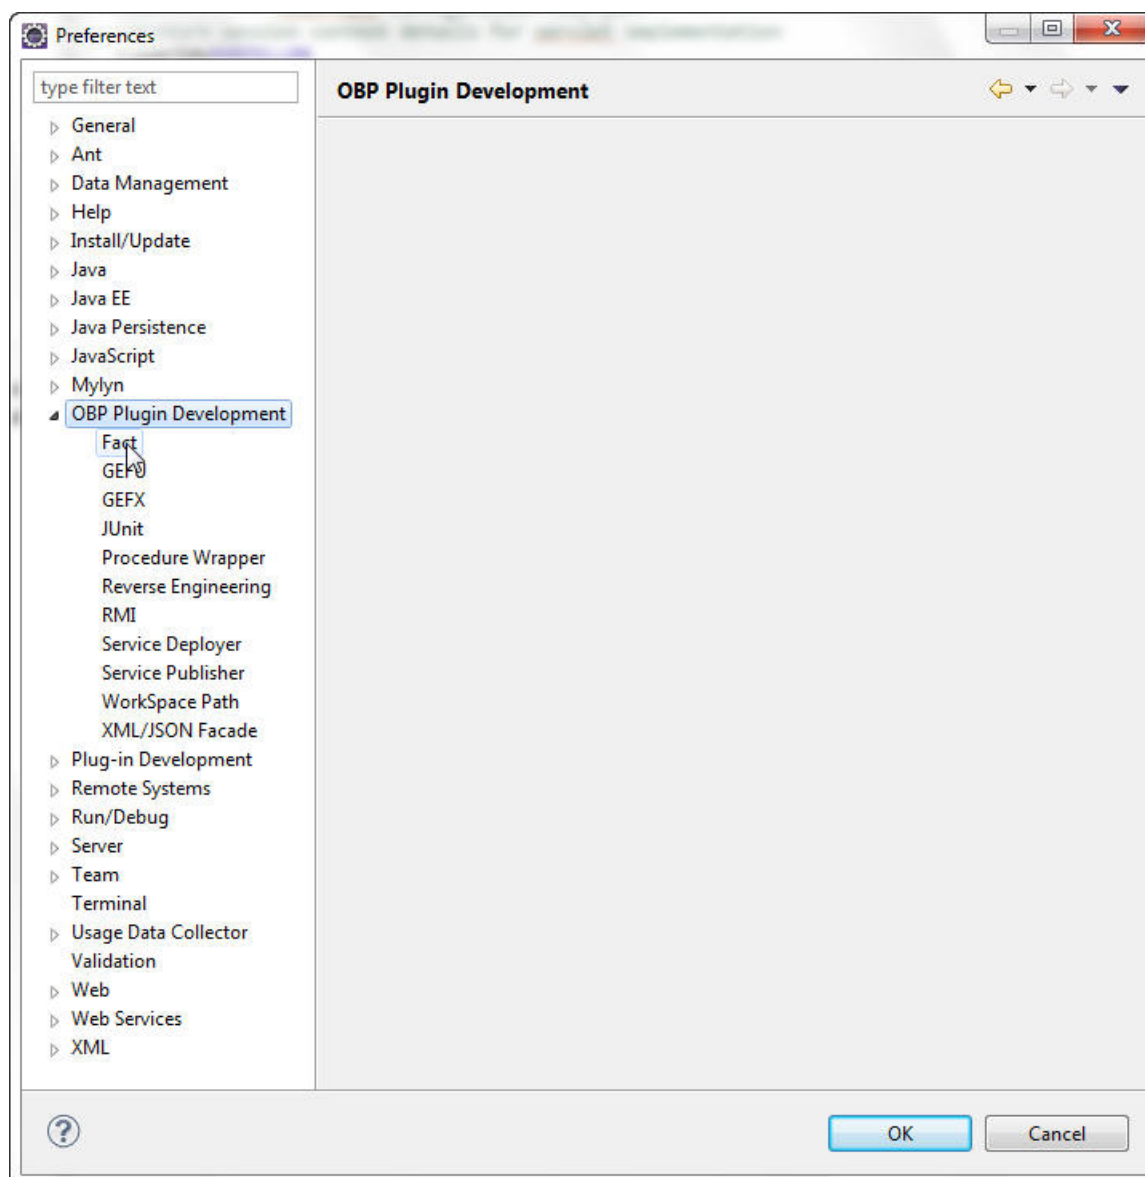 Preferences
type filter text
OBP Plugin Development
General
Ant
Data Management
Help
Install/Update
Java
Java EE
Java Persistence
JavaScript
Mylyn
OBP Plugin Development
Fact
GEFU
GEFX
JUnit
Procedure Wrapper
Reverse Engineering
RMI
Service Deployer
Service Publisher
WorkSpace Path
XML/JSON Facade
Plug-in Development
Remote Systems
Run/Debug
Server
Team
Terminal
Usage Data Collector
Validation
Web
Web Services
XML
OK
Cancel